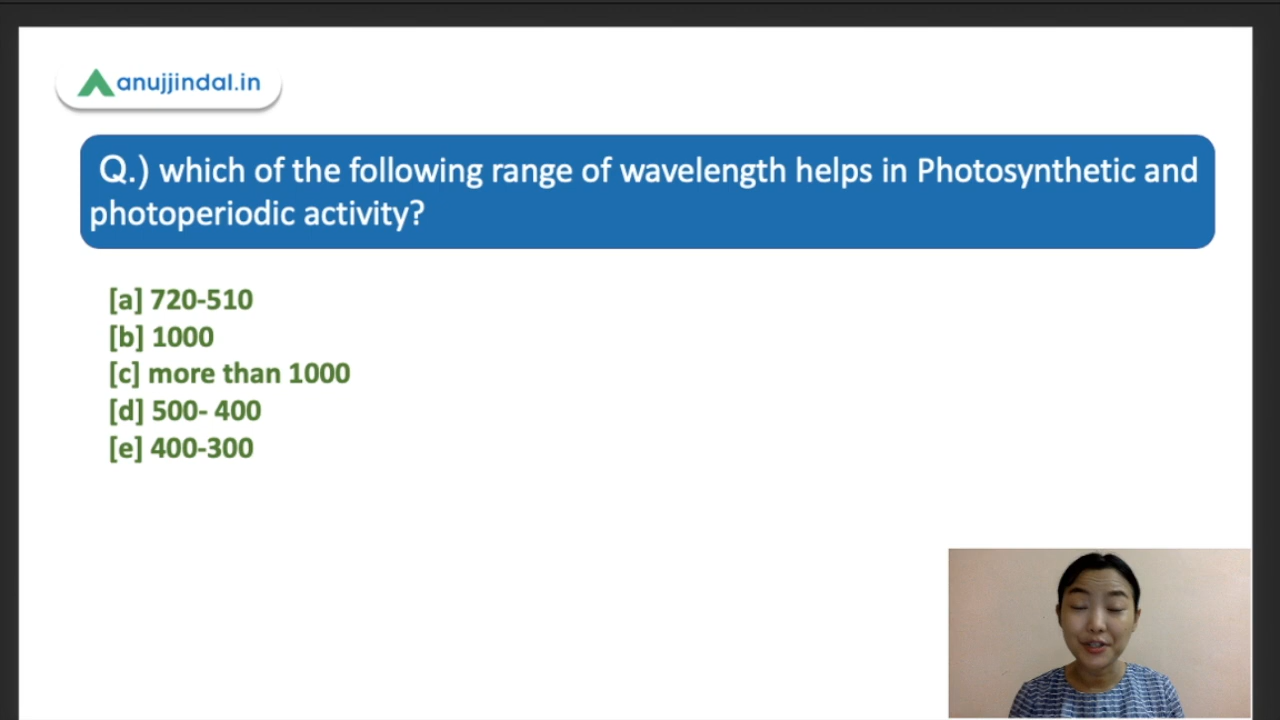 anujjindal.in
Q.) which of the following range of wavelength helps in Photosynthetic and
photoperiodic activity?
[a] 720-510
[b] 1000
[c] more than 1000
[d] 500- 400
[e] 400-300